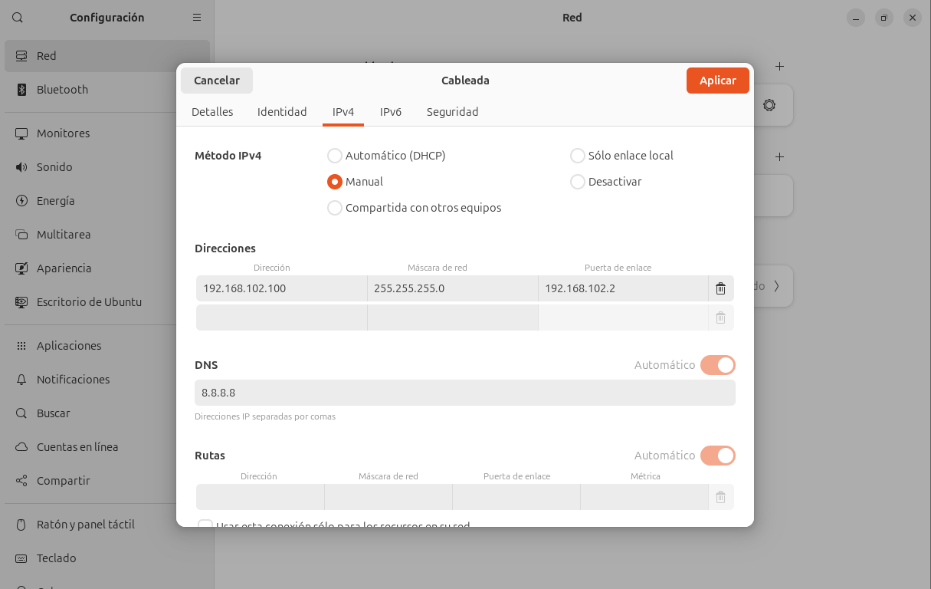 Configuración
Red
Red
Bluetooth
Monitores
Sonido
Energía
Multitarea
Apariencia
Escritorio de Ubuntu
Aplicaciones
Notificaciones
Buscar
Cuentas en línea
Compartir
Ratón y panel táctil
Teclado
Cancelar
Cableada
Aplicar
Detalles
Identidad
IPv4
IPv6
Seguridad
Método IPv4
Automático (DHCP)
Sólo enlace local
Manual
Desactivar
Compartida con otros equipos
Direcciones
Dirección Máscara de red Puerta de enlace
192.168.102.100 255.255.255.0 192.168.102.2
DNS
Automático
8.8.8.8
Direcciones IP separadas por comas
Rutas
Automático
Dirección Máscara de red Puerta de enlace Métrica
Usar esta conexión sólo para los recursos en su red